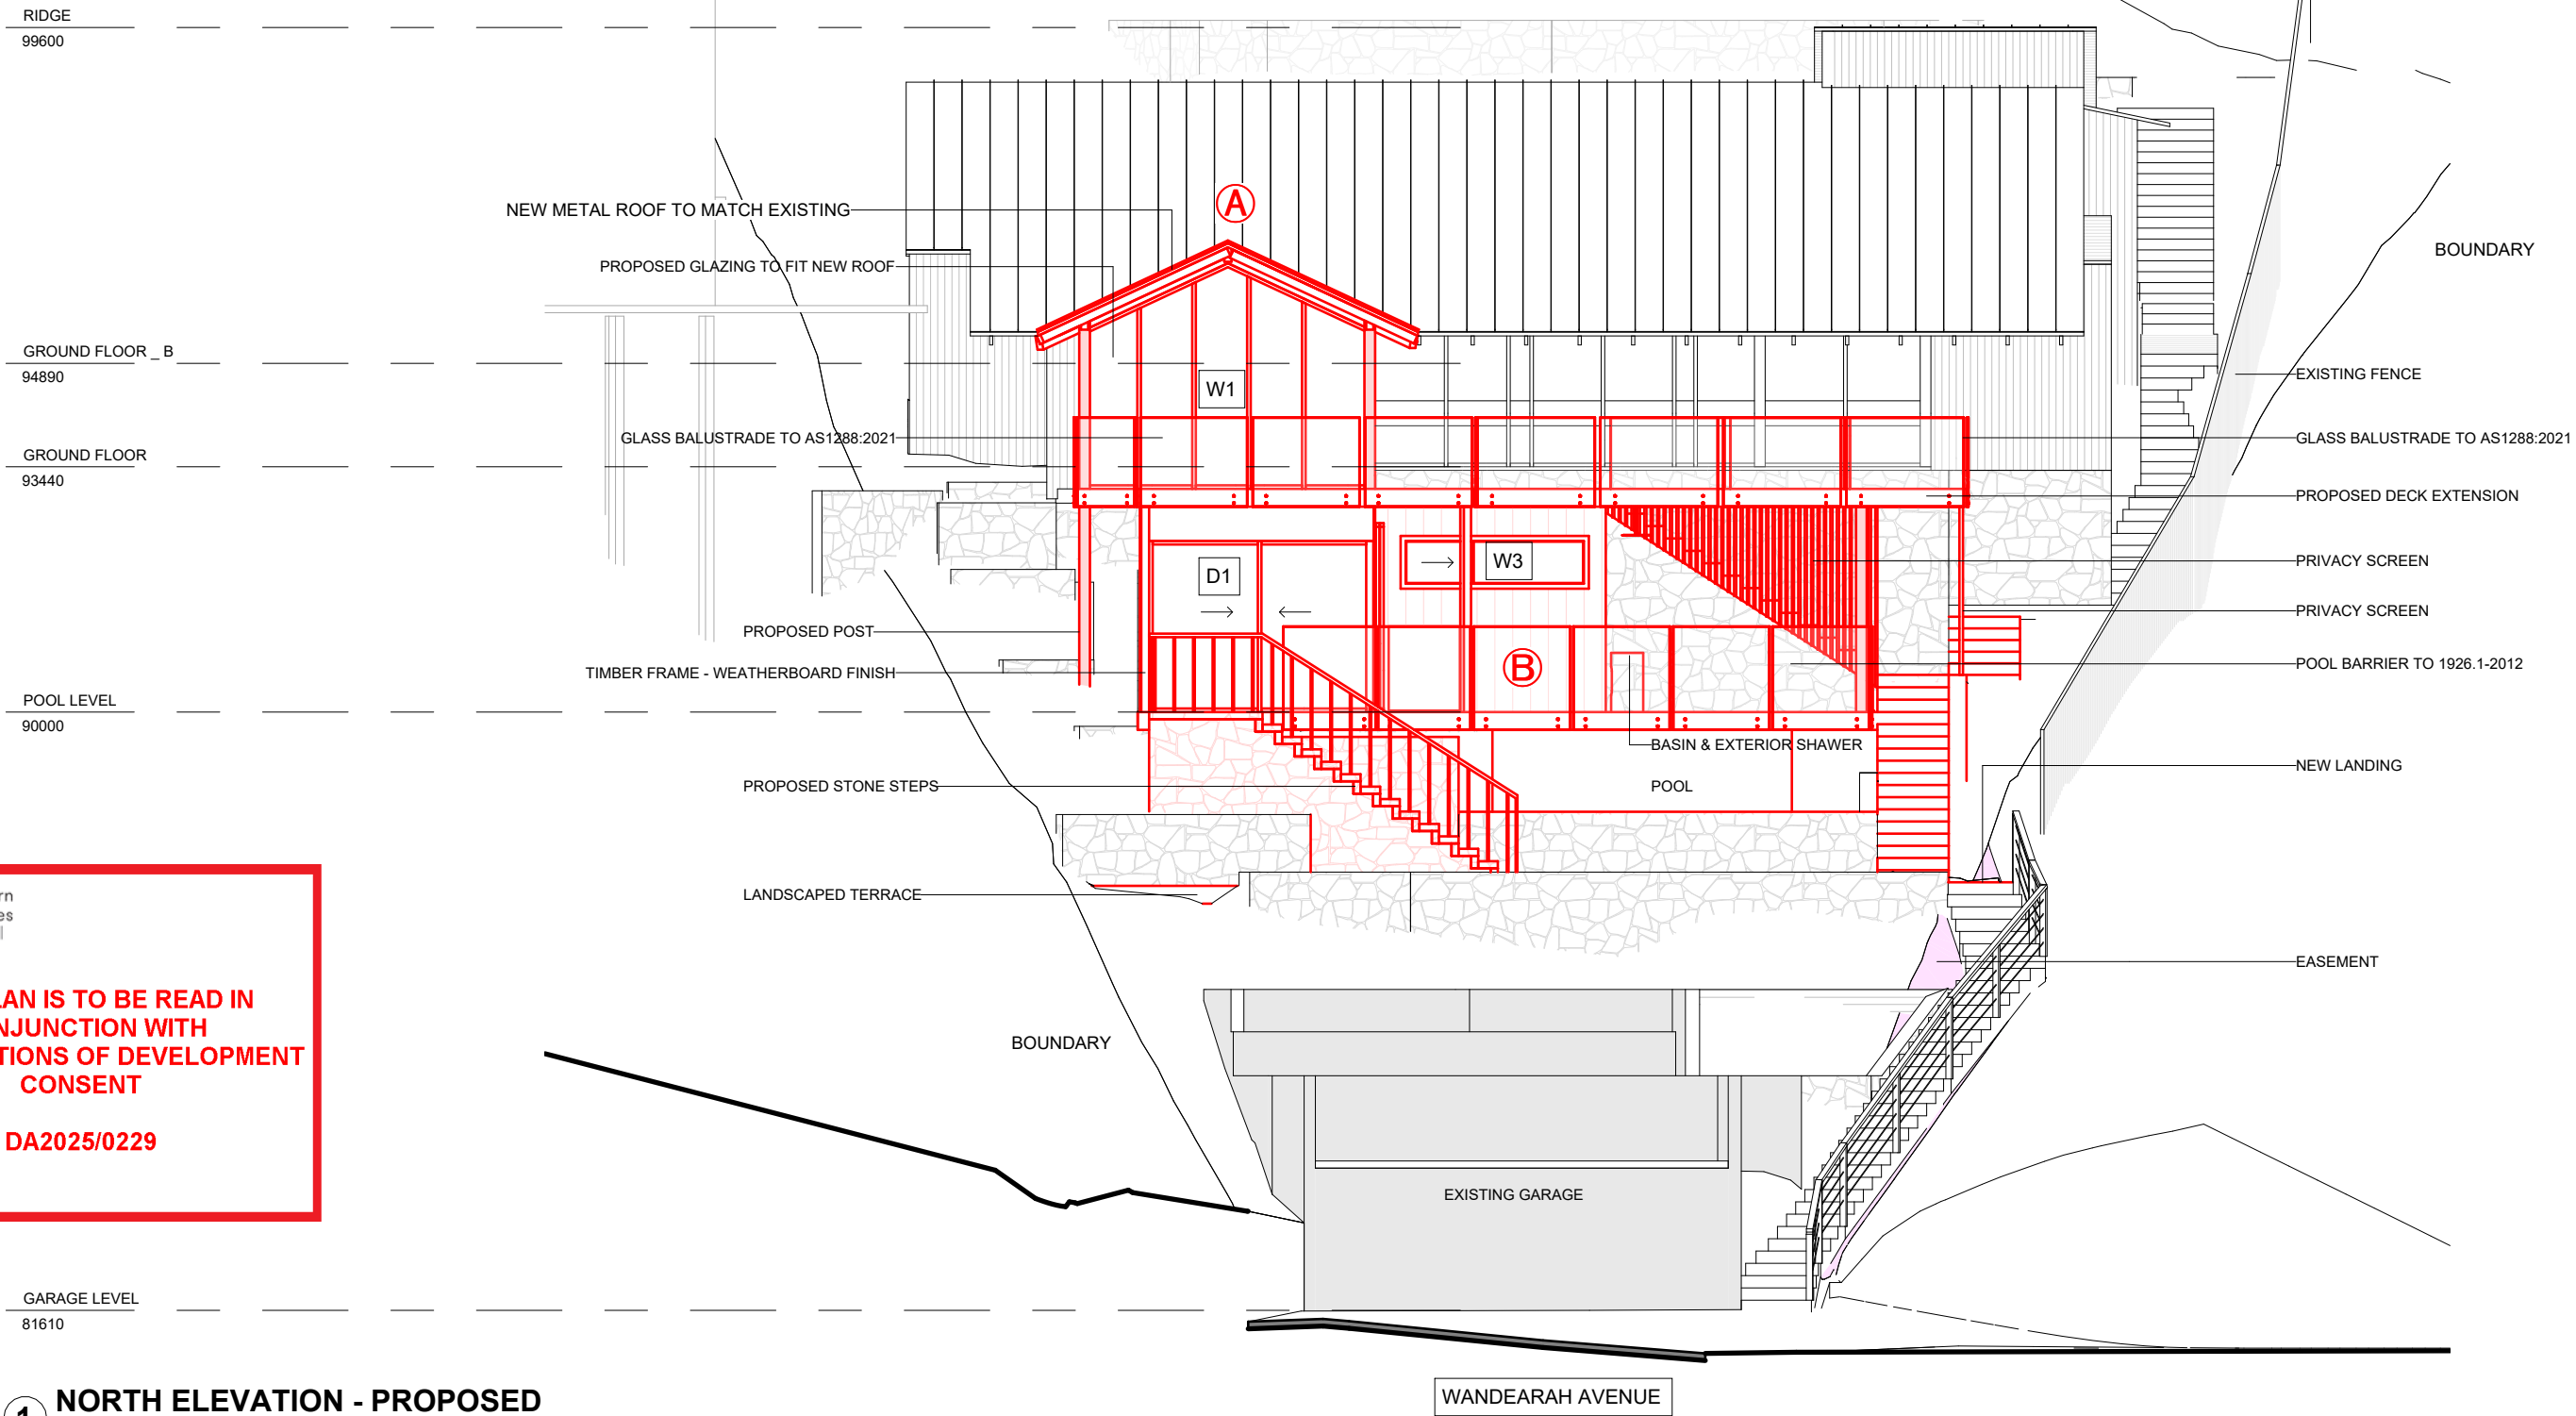 RIDGE
99600
NEW METAL ROOF TO MATCH EXISTING
A
PROPOSED GLAZING TO FIT NEW ROOF
BOUNDARY
GROUND FLOOR _ B
94890
W1
EXISTING FENCE
GLASS BALUSTRADE TO AS1288:2021
GLASS BALUSTRADE TO AS1288:2021
GROUND FLOOR
93440
PROPOSED DECK EXTENSION
D1
W3
PRIVACY SCREEN
PRIVACY SCREEN
PROPOSED POST
POOL BARRIER TO 1926.1-2012
TIMBER FRAME - WEATHERBOARD FINISH
B
POOL LEVEL
90000
BASIN & EXTERIOR SHAWER
NEW LANDING
PROPOSED STONE STEPS
POOL
LANDSCAPED TERRACE
EASEMENT
rn
es
l
LAN IS TO BE READ IN
NJUNCTION WITH
TIONS OF DEVELOPMENT
CONSENT
DA2025/0229
BOUNDARY
EXISTING GARAGE
GARAGE LEVEL
81610
1 NORTH ELEVATION - PROPOSED
WANDEARAH AVENUE